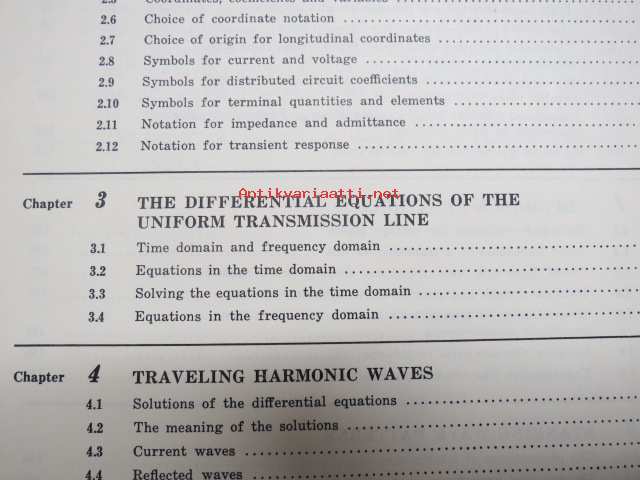 2.5 Coordinates, coefficients and variables
2.6 Choice of coordinate notation
2.7 Choice of origin for longitudinal coordinates
2.8 Symbols for current and voltage
2.9 Symbols for distributed circuit coefficients
2.10 Symbols for terminal quantities and elements
2.11 Notation for impedance and admittance
2.12 Notation for transient response
Antikvariaatti.net
Chapter 3 THE DIFFERENTIAL EQUATIONS OF THE
UNIFORM TRANSMISSION LINE
3.1 Time domain and frequency domain
3.2 Equations in the time domain
3.3 Solving the equations in the time domain
3.4 Equations in the frequency domain
Chapter 4 TRAVELING HARMONIC WAVES
4.1 Solutions of the differential equations
4.2 The meaning of the solutions
4.3 Current waves
4.4 Reflected waves